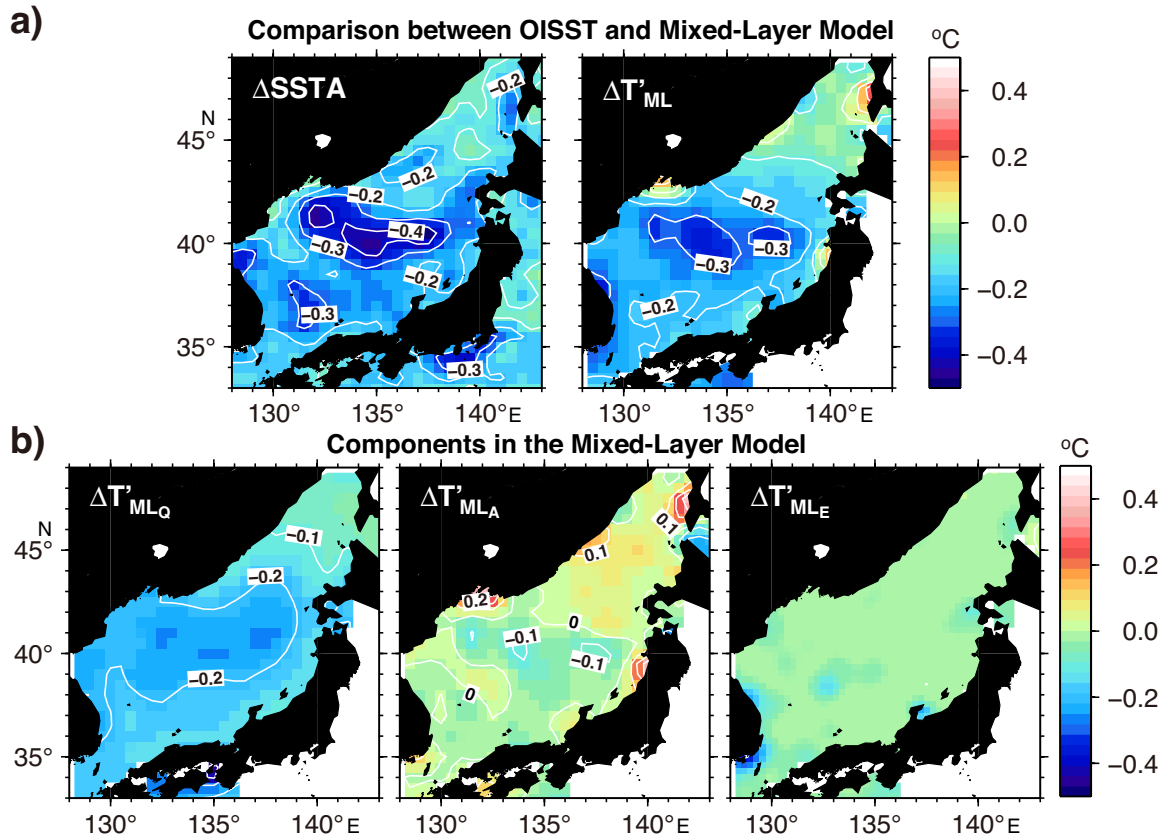 a)
Comparison between OISST and Mixed-Layer Model
°C
ΔSSTA
ΔT'ML
N
45°
40°
35°
130° 135° 140°E
130° 135° 140°E
−0.2
−0.2
−0.2
−0.4
−0.3
−0.2
−0.3
−0.3
−0.2
−0.3
−0.3
−0.2
0.4
0.2
0.0
−0.2
−0.4
b)
Components in the Mixed-Layer Model
°C
ΔT'MLQ
ΔT'MLA
ΔT'MLE
N
45°
40°
35°
−0.1
−0.2
−0.2
0.1
0.1
0.2
0
−0.1
−0.1
0
130° 135° 140°E
130° 135° 140°E
130° 135° 140°E
0.4
0.2
0.0
−0.2
−0.4